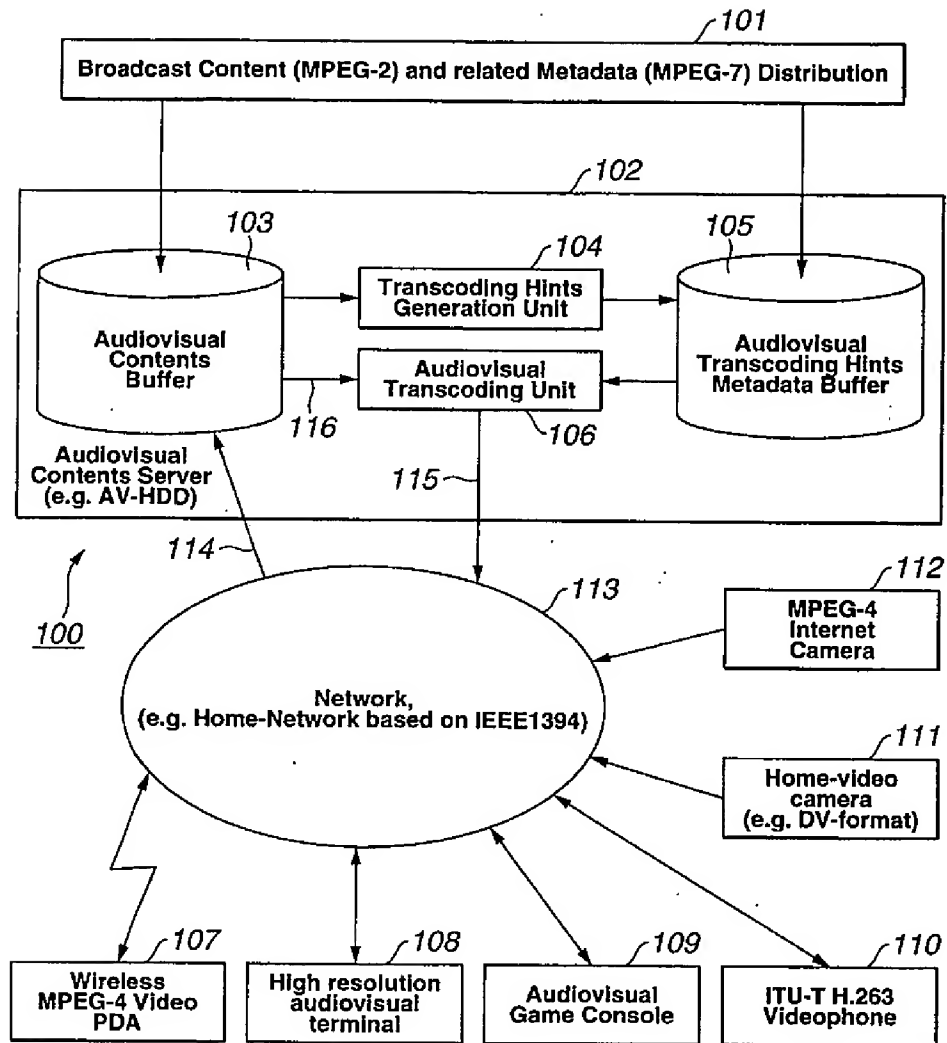 101
Broadcast Content (MPEG-2) and related Metadata (MPEG-7) Distribution
102
103
104
105
Transcoding Hints
Generation Unit
Audiovisual
Contents
Buffer
Audiovisual
Transcoding Hints
Metadata Buffer
Audiovisual
Transcoding Unit
116
106
Audiovisual
Contents Server
(e.g. AV-HDD)
115
114
100
113
112
MPEG-4
Internet
Camera
Network,
(e.g. Home-Network based on IEEE1394)
111
Home-video
camera
(e.g. DV-format)
107
108
109
110
Wireless
MPEG-4 Video
PDA
High resolution
audiovisual
terminal
Audiovisual
Game Console
ITU-T H.263
Videophone